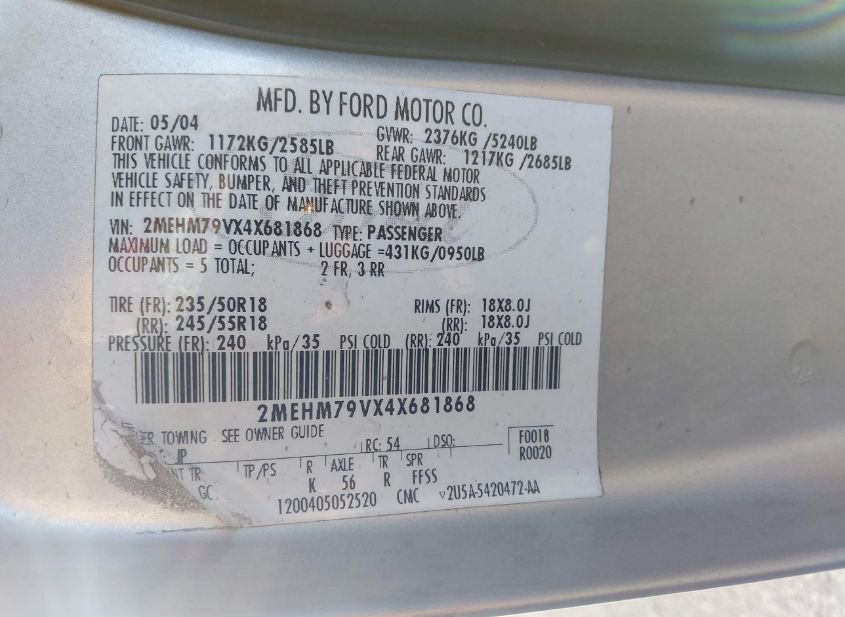 MFD. BY FORD MOTOR CO.
DATE: 05/04 GVWR: 2376KG /5240LB
FRONT GAWR: 1172KG/2585LB REAR GAWR: 1217KG /2685LB
THIS VEHICLE CONFORMS TO ALL APPLICABLE FEDERAL MOTOR
VEHICLE SAFETY, BUMPER, AND THEFT PREVENTION STANDARDS
IN EFFECT ON THE DATE OF MANUFACTURE SHOWN ABOVE.
VIN: 2MEHM79VX4X681868 TYPE: PASSENGER
MAXIMUM LOAD = OCCUPANTS + LUGGAGE =431KG/0950LB
OCCUPANTS = 5 TOTAL; 2 FR, 3 RR
TIRE (FR): 235/50R18 RIMS (FR): 18X8.0J
(RR): 245/55R18 (RR): 18X8.0J
PRESSURE (FR): 240 kPa/35 PSI COLD (RR): 240 kPa/35 PSI COLD
2MEHM79VX4X681868
TOWING SEE OWNER GUIDE F0018
RC: 54 DSO: R0020
TR TP/PS R AXLE TR SPR
GC K 56 R FFSS
1200405052520 CMC V2U5A-5420472-AA